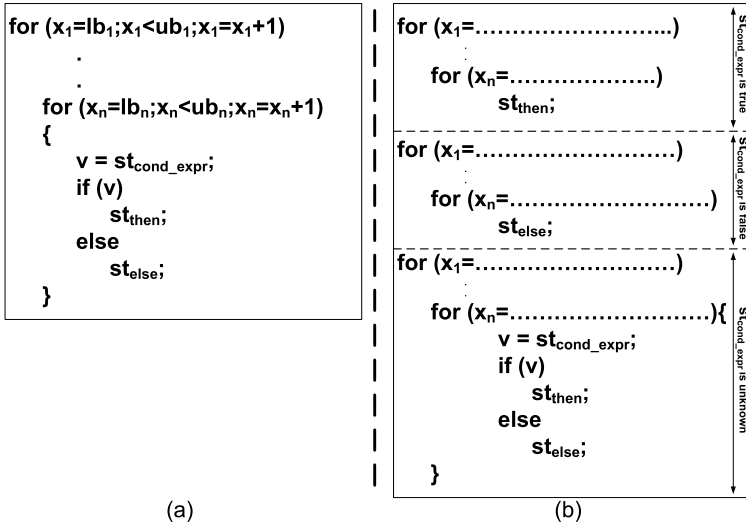 for (x1=lb1;x1<ub1;x1=x1+1)
.
.
for (xn=lbn;xn<ubn;xn=xn+1)
{
v = stcond_expr;
if (v)
stthen;
else
stelse;
}
(a)
for (x1=............................)
.
.
for (xn=....................)
stthen;
stcond_expr is true
for (x1=............................)
.
.
for (xn=............................)
stelse;
stcond_expr is false
for (x1=............................)
.
.
for (xn=............................){
v = stcond_expr;
if (v)
stthen;
else
stelse;
}
stcond_expr is unknown
(b)